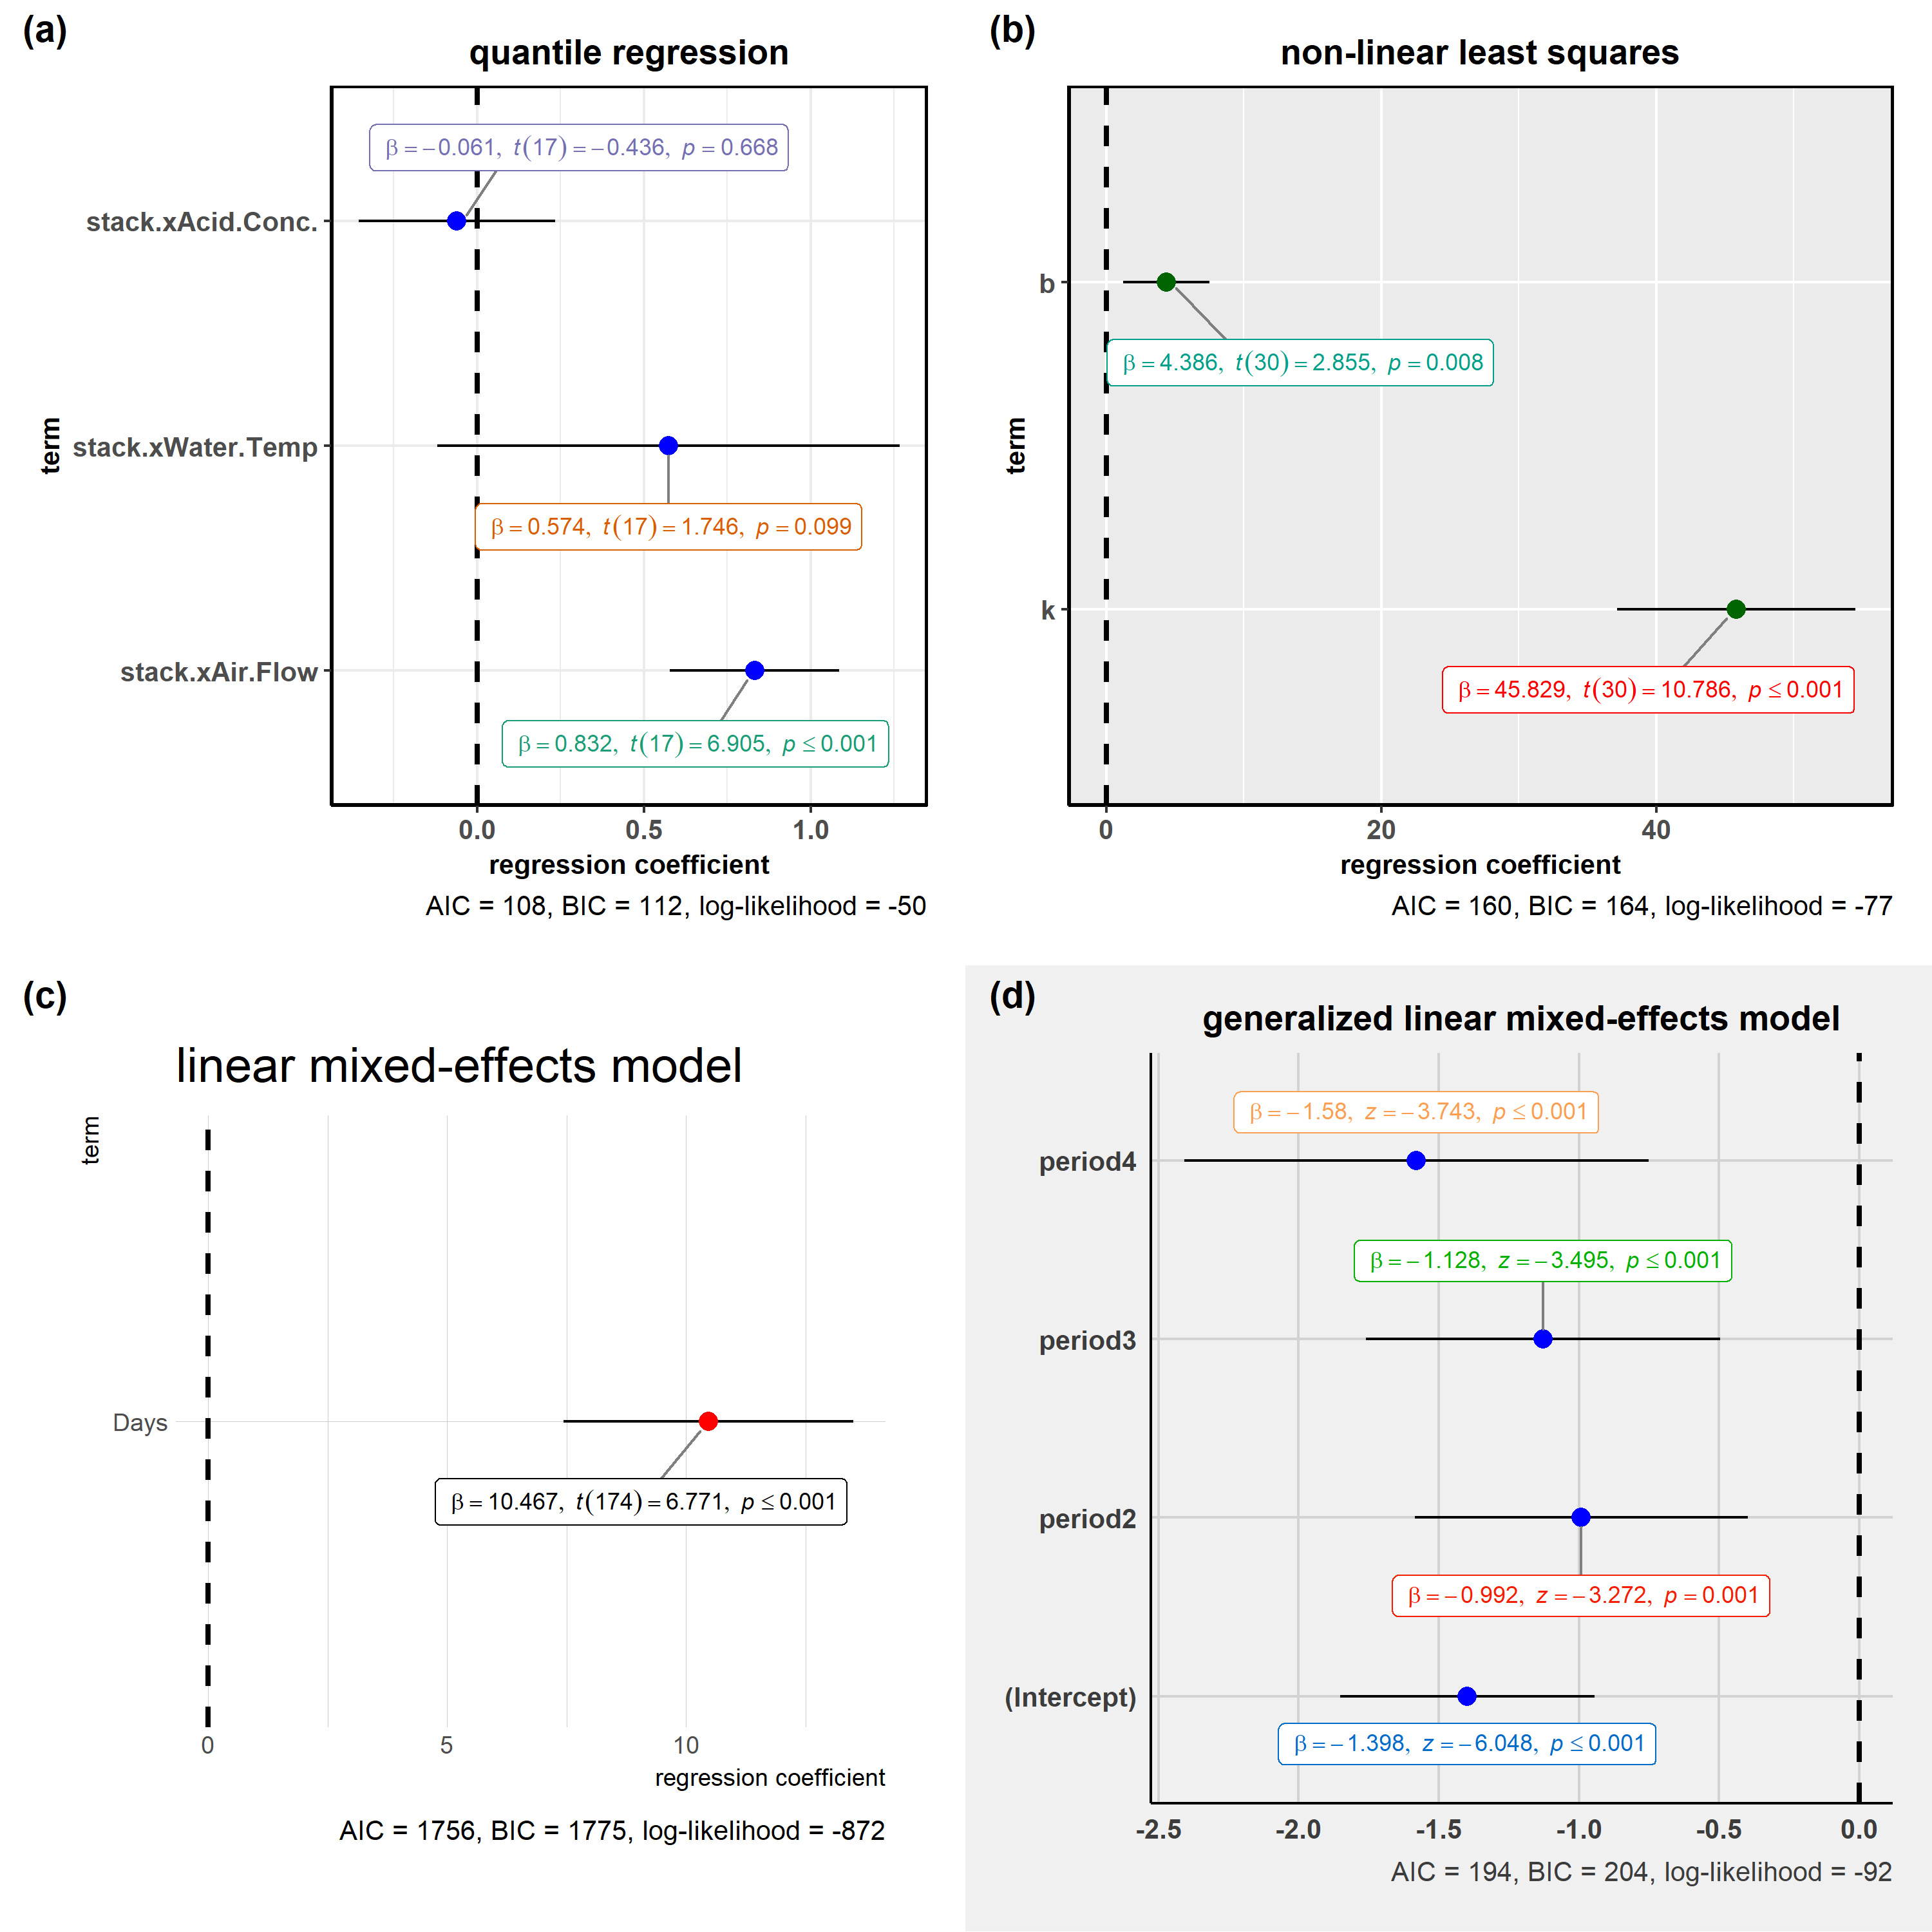 (a)
quantile regression
β = −0.061, t(17) = −0.436, p = 0.668
stack.xAcid.Conc.
term
stack.xWater.Temp
β = 0.574, t(17) = 1.746, p = 0.099
stack.xAir.Flow
β = 0.832, t(17) = 6.905, p ≤ 0.001
0.0 0.5 1.0
regression coefficient
AIC = 108, BIC = 112, log-likelihood = -50
(b)
non-linear least squares
b
β = 4.386, t(30) = 2.855, p = 0.008
term
k
β = 45.829, t(30) = 10.786, p ≤ 0.001
0 20 40
regression coefficient
AIC = 160, BIC = 164, log-likelihood = -77
(c)
linear mixed-effects model
term
Days
β = 10.467, t(174) = 6.771, p ≤ 0.001
0 5 10
regression coefficient
AIC = 1756, BIC = 1775, log-likelihood = -872
(d)
generalized linear mixed-effects model
β = −1.58, z = −3.743, p ≤ 0.001
period4
β = −1.128, z = −3.495, p ≤ 0.001
period3
period2
β = −0.992, z = −3.272, p = 0.001
(Intercept)
β = −1.398, z = −6.048, p ≤ 0.001
-2.5 -2.0 -1.5 -1.0 -0.5 0.0
AIC = 194, BIC = 204, log-likelihood = -92